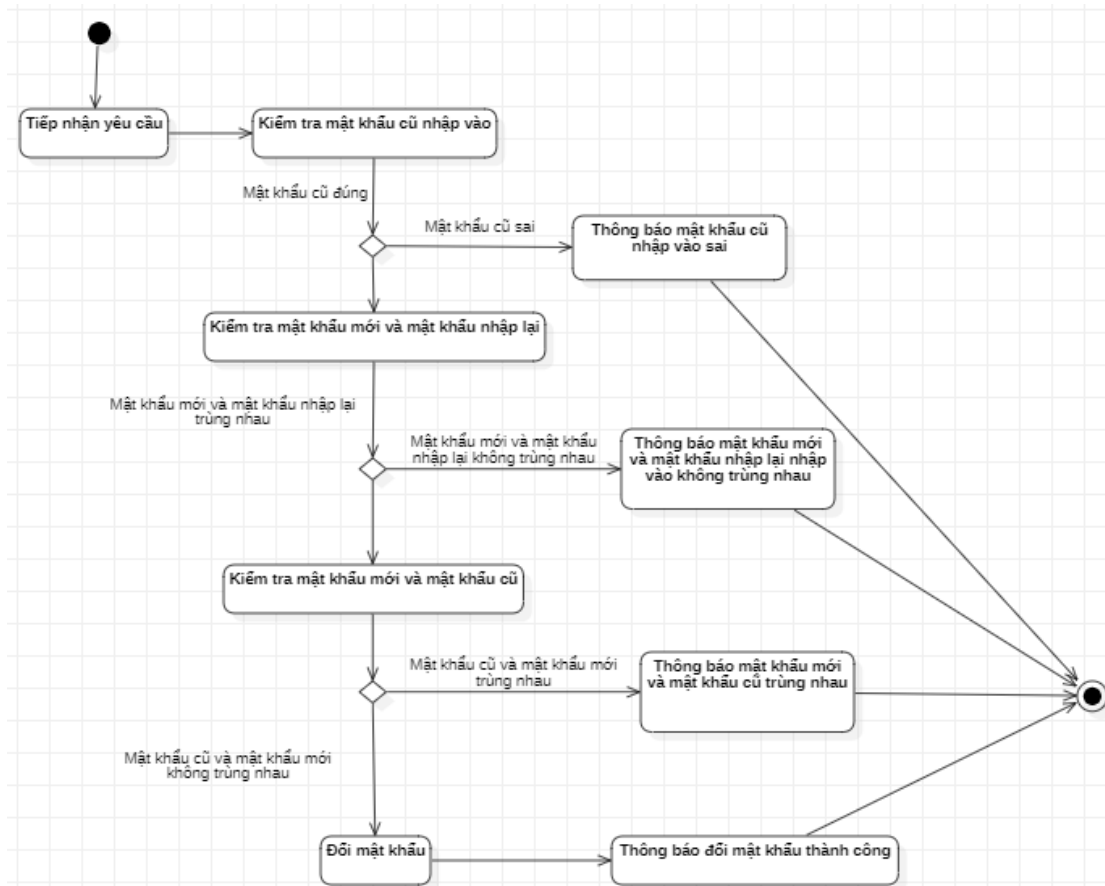 Tiếp nhận yêu cầu
Kiểm tra mật khẩu cũ nhập vào
Mật khẩu cũ đúng
Mật khẩu cũ sai
Thông báo mật khẩu cũ
nhập vào sai
Kiểm tra mật khẩu mới và mật khẩu nhập lại
Mật khẩu mới và mật khẩu nhập lại
trùng nhau
Mật khẩu mới và mật khẩu
nhập lại không trùng nhau
Thông báo mật khẩu mới
và mật khẩu nhập lại nhập
vào không trùng nhau
Kiểm tra mật khẩu mới và mật khẩu cũ
Mật khẩu cũ và mật khẩu mới
trùng nhau
Thông báo mật khẩu mới
và mật khẩu cũ trùng nhau
Mật khẩu cũ và mật khẩu mới
không trùng nhau
Đổi mật khẩu
Thông báo đổi mật khẩu thành công